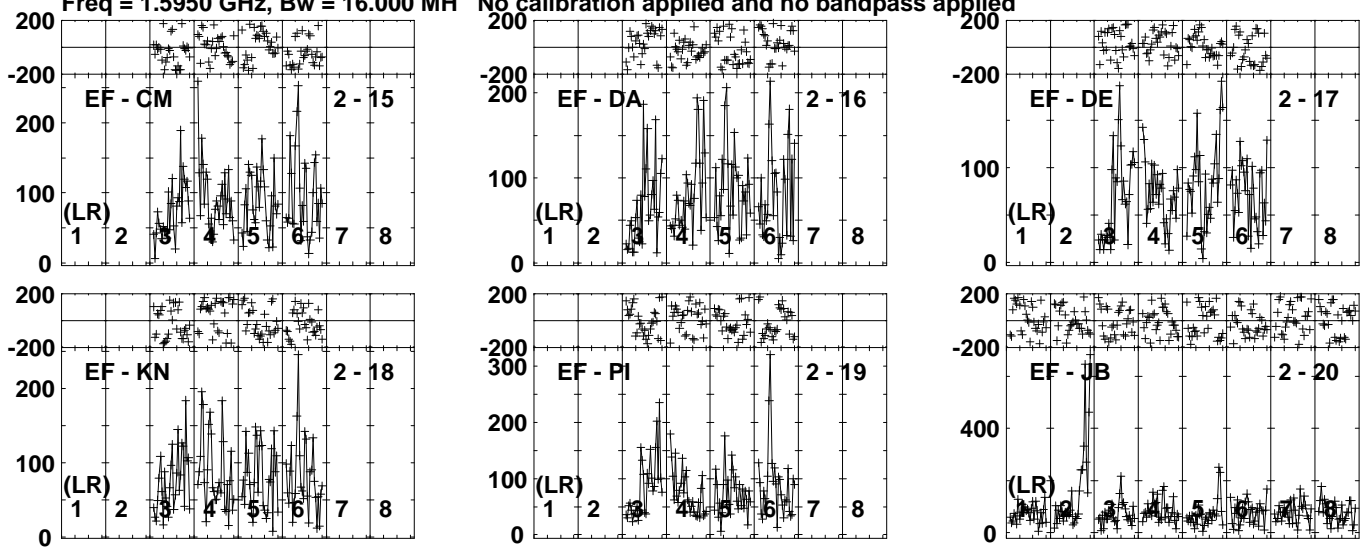 Freq = 1.5950 GHz, Bw = 16.000 MH No calibration applied and no bandpass applied
200
-200
EF - CM 2 - 15
200
100
(LR)
1 2 3 4 5 6 7 8
0
200
-200
EF - DA 2 - 16
200
100
(LR)
1 2 3 4 5 6 7 8
0
200
-200
EF - DE 2 - 17
200
100
(LR)
1 2 3 4 5 6 7 8
0
200
-200
EF - KN 2 - 18
200
100
(LR)
1 2 3 4 5 6 7 8
0
200
-200
300
EF - PI 2 - 19
200
100
(LR)
1 2 3 4 5 6 7 8
0
200
-200
EF - JB 2 - 20
400
(LR)
1 2 3 4 5 6 7 8
0